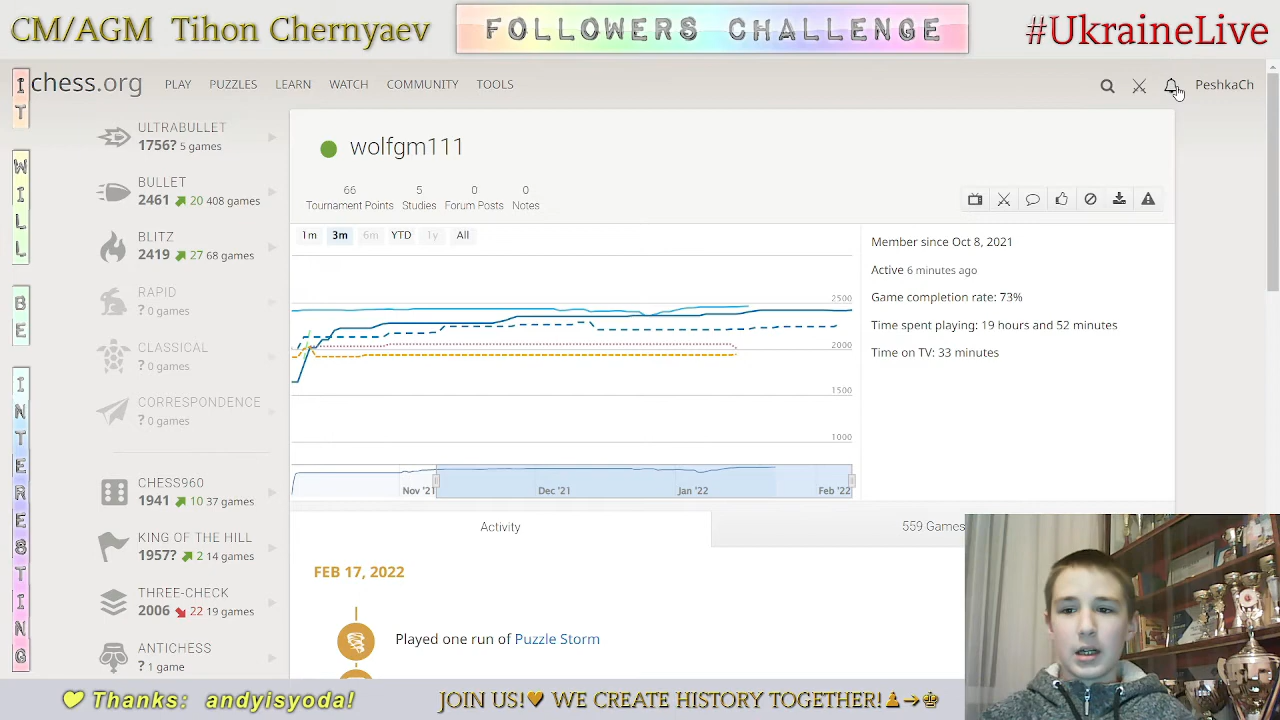 CM/AGM Tihon Chernyaev
FOLLOWERS CHALLENGE
#UkraineLive
IT
WILL
BE
INTERESTING
chess.org
PLAY PUZZLES LEARN WATCH COMMUNITY TOOLS
PeshkaCh
ULTRABULLET
1756? 5 games
BULLET
2461 20 408 games
BLITZ
2419 27 68 games
RAPID
? 0 games
CLASSICAL
? 0 games
CORRESPONDENCE
? 0 games
CHESS960
1941 10 37 games
KING OF THE HILL
1957? 2 14 games
THREE-CHECK
2006 22 19 games
ANTICHESS
? 1 game
wolfgm111
66 5 0 0
Tournament Points Studies Forum Posts Notes
1m 3m 6m YTD 1y All
2500
2000
1500
1000
Nov '21 Dec '21 Jan '22 Feb '22
Member since Oct 8, 2021
Active 6 minutes ago
Game completion rate: 73%
Time spent playing: 19 hours and 52 minutes
Time on TV: 33 minutes
Activity 559 Games
FEB 17, 2022
Played one run of Puzzle Storm
Thanks: andyisyoda!
JOIN US!🧡 WE CREATE HISTORY TOGETHER!♟→♚